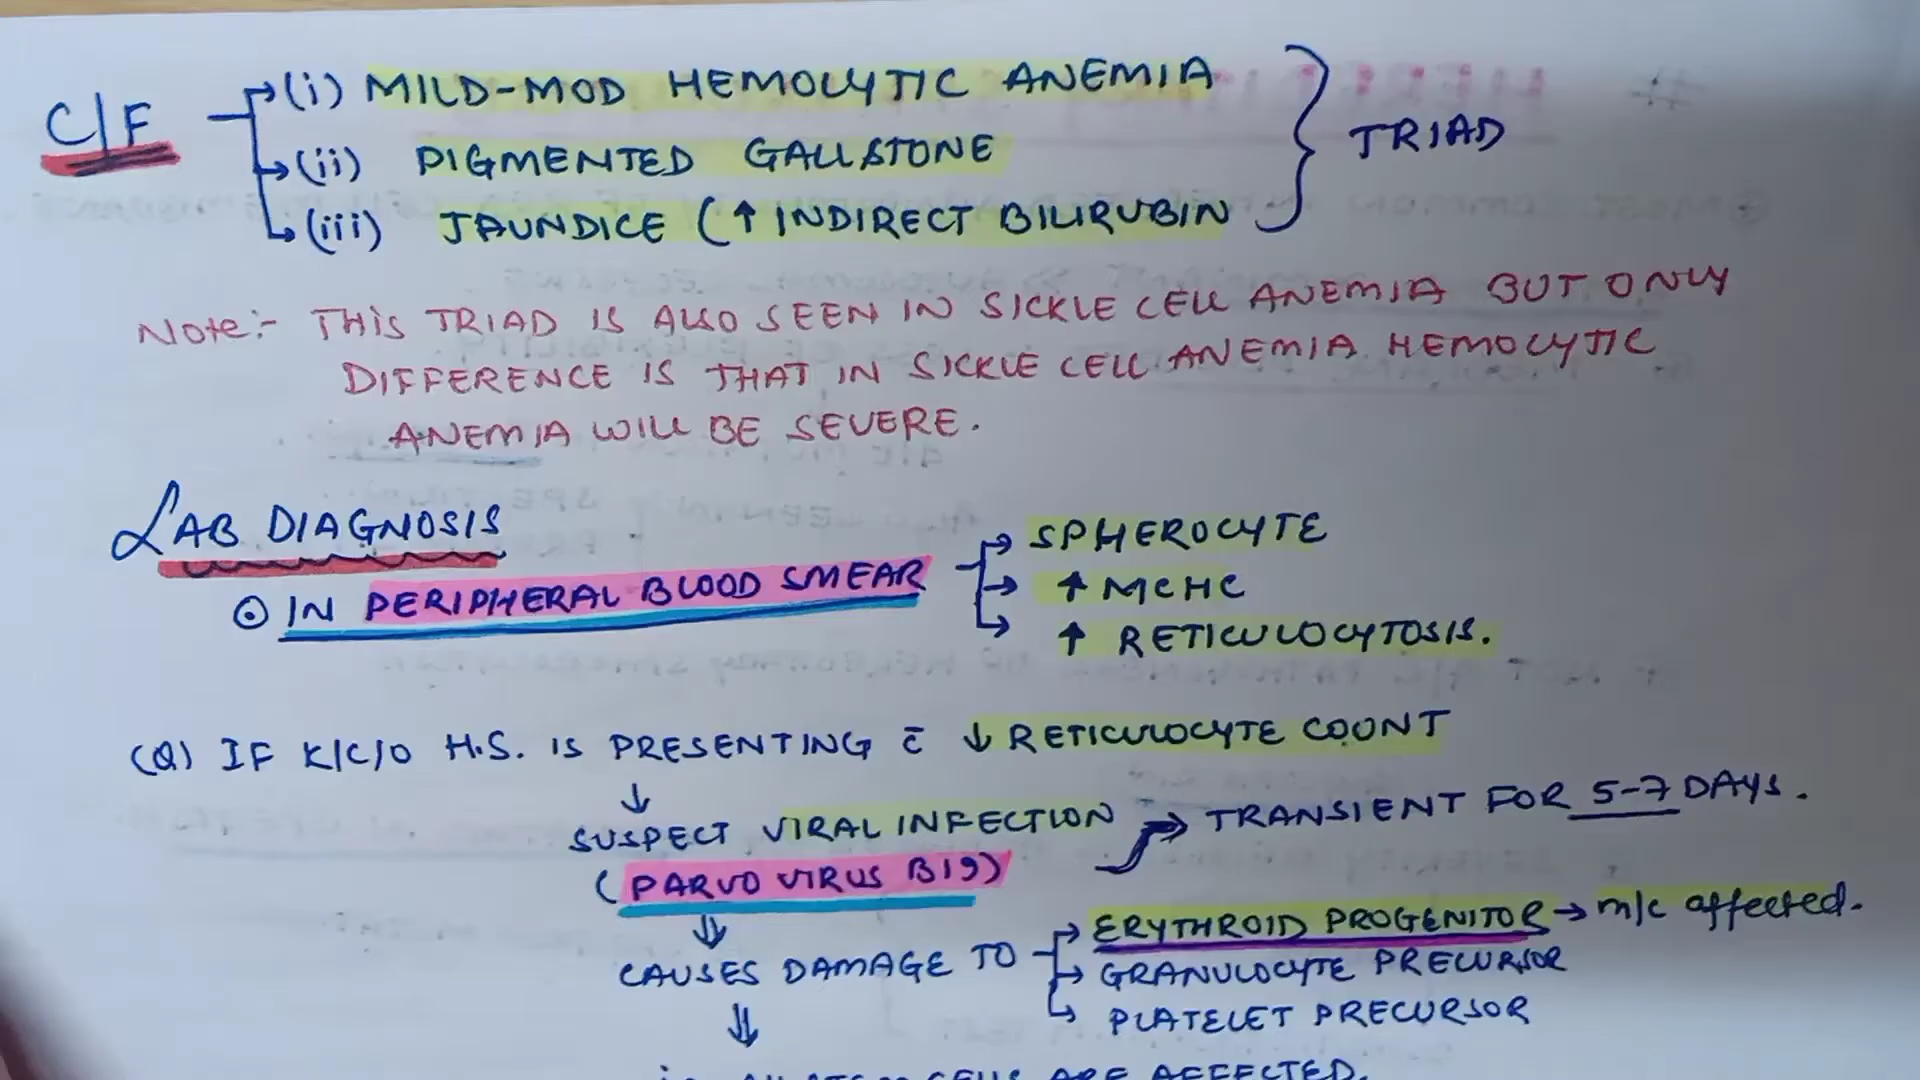 C/F → (i) MILD-MOD HEMOLYTIC ANEMIA
→ (ii) PIGMENTED GALLSTONE
→ (iii) JAUNDICE (↑ INDIRECT BILIRUBIN
} TRIAD
Note:- THIS TRIAD IS ALSO SEEN IN SICKLE CELL ANEMIA BUT ONLY
DIFFERENCE IS THAT IN SICKLE CELL ANEMIA HEMOLYTIC
ANEMIA WILL BE SEVERE.
LAB DIAGNOSIS
⊙ IN PERIPHERAL BLOOD SMEAR → SPHEROCYTE
→ ↑ MCHC
→ ↑ RETICULOCYTOSIS.
(Q) IF K/C/O H.S. IS PRESENTING c̄ ↓ RETICULOCYTE COUNT
↓
SUSPECT VIRAL INFECTION → TRANSIENT FOR 5-7 DAYS.
(PARVO VIRUS B19)
⇓
CAUSES DAMAGE TO → ERYTHROID PROGENITOR → m/c affected.
→ GRANULOCYTE PRECURSOR
→ PLATELET PRECURSOR
⇓
CELLS ARE AFFECTED.